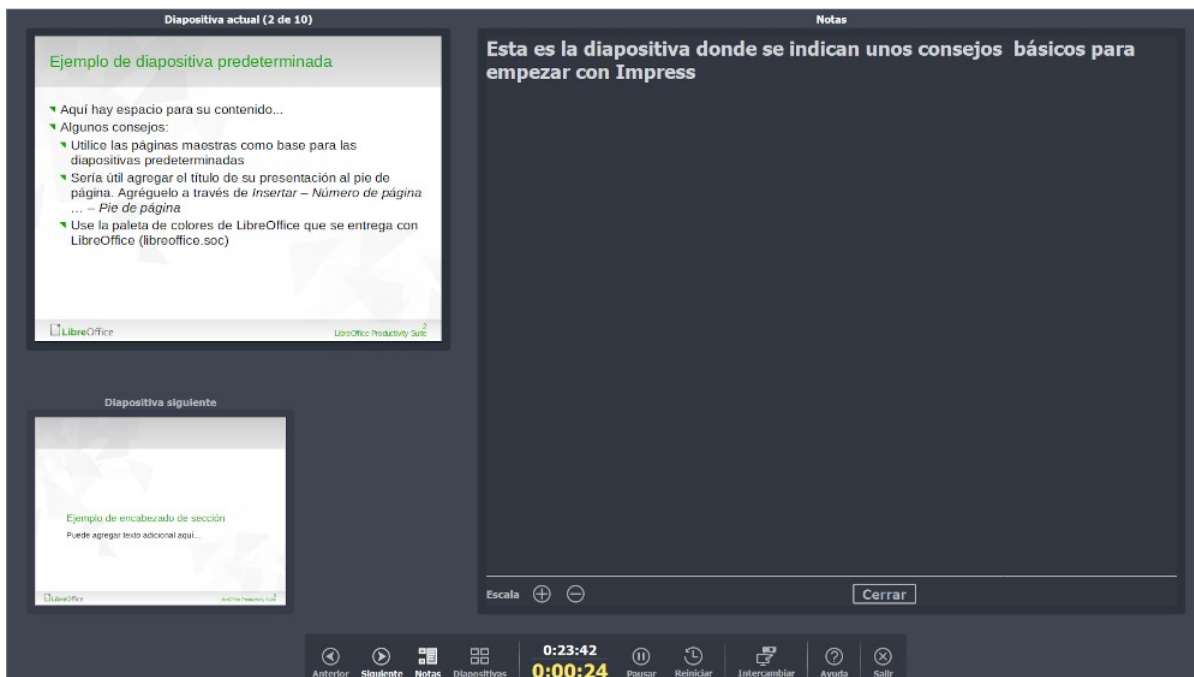 Diapositiva actual (2 de 10)
Ejemplo de diapositiva predeterminada
Aquí hay espacio para su contenido...
Algunos consejos:
Utilice las páginas maestras como base para las
diapositivas predeterminadas
Sería útil agregar el título de su presentación al pie de
página. Agréguelo a través de Insertar – Número de página
... – Pie de página
Use la paleta de colores de LibreOffice que se entrega con
LibreOffice (libreoffice.soc)
LibreOffice
2
LibreOffice Productivity Suite
Diapositiva siguiente
Ejemplo de encabezado de sección
Puede agregar texto adicional aquí...
LibreOffice
LibreOffice Productivity Suite
Notas
Esta es la diapositiva donde se indican unos consejos básicos para
empezar con Impress
Escala
Cerrar
Anterior
Siguiente
Notas
Diapositivas
0:23:42
0:00:24
Pausar
Reiniciar
Intercambiar
Ayuda
Salir